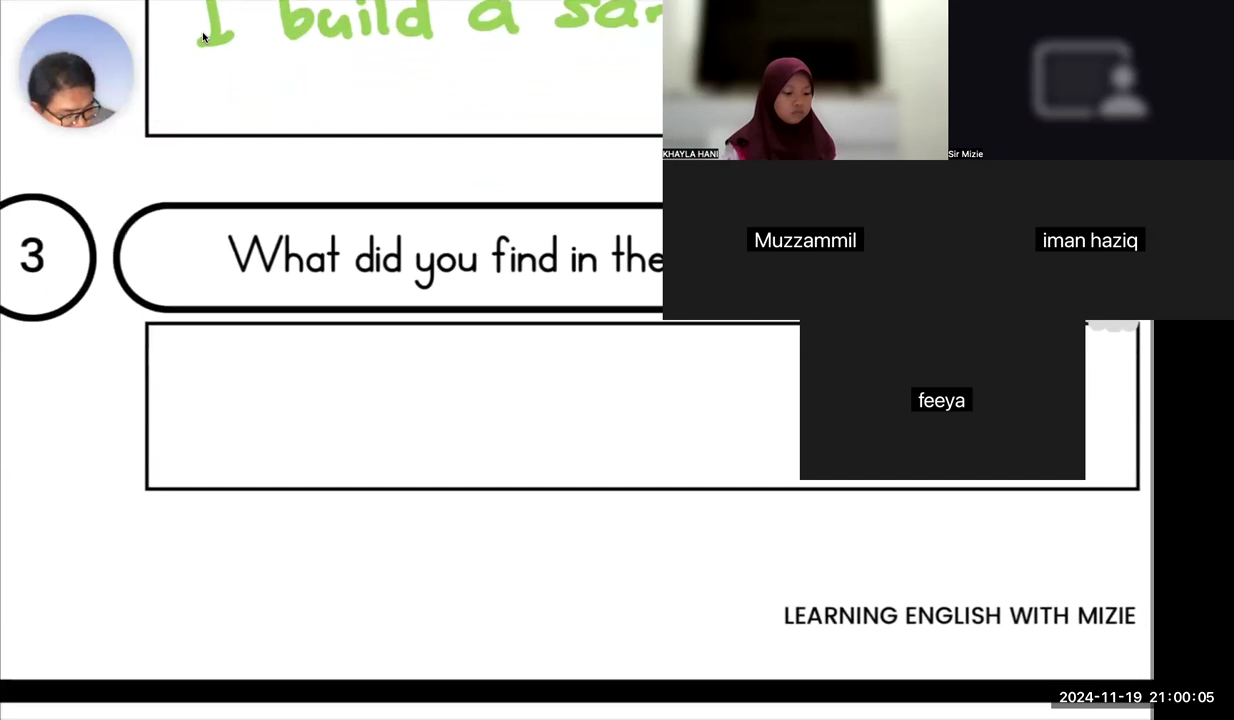 I build a
KHAYLA HANI
Sir Mizie
Muzzammil
iman haziq
3
What did you find in the
feeya
LEARNING ENGLISH WITH MIZIE
2024-11-19 21:00:05